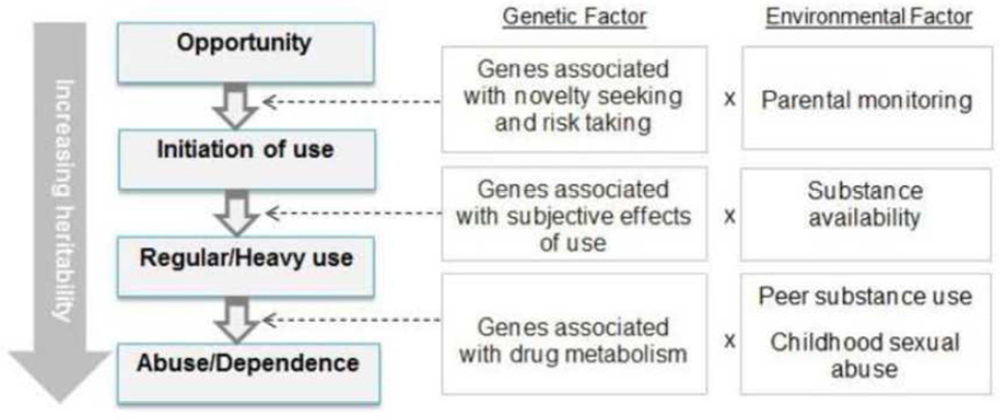 Genetic Factor
Environmental Factor
Increasing heritability
Opportunity
Genes associated
with novelty seeking
and risk taking
x
Parental monitoring
Initiation of use
Genes associated
with subjective effects
of use
x
Substance
availability
Regular/Heavy use
Genes associated
with drug metabolism
x
Peer substance use
Childhood sexual
abuse
Abuse/Dependence